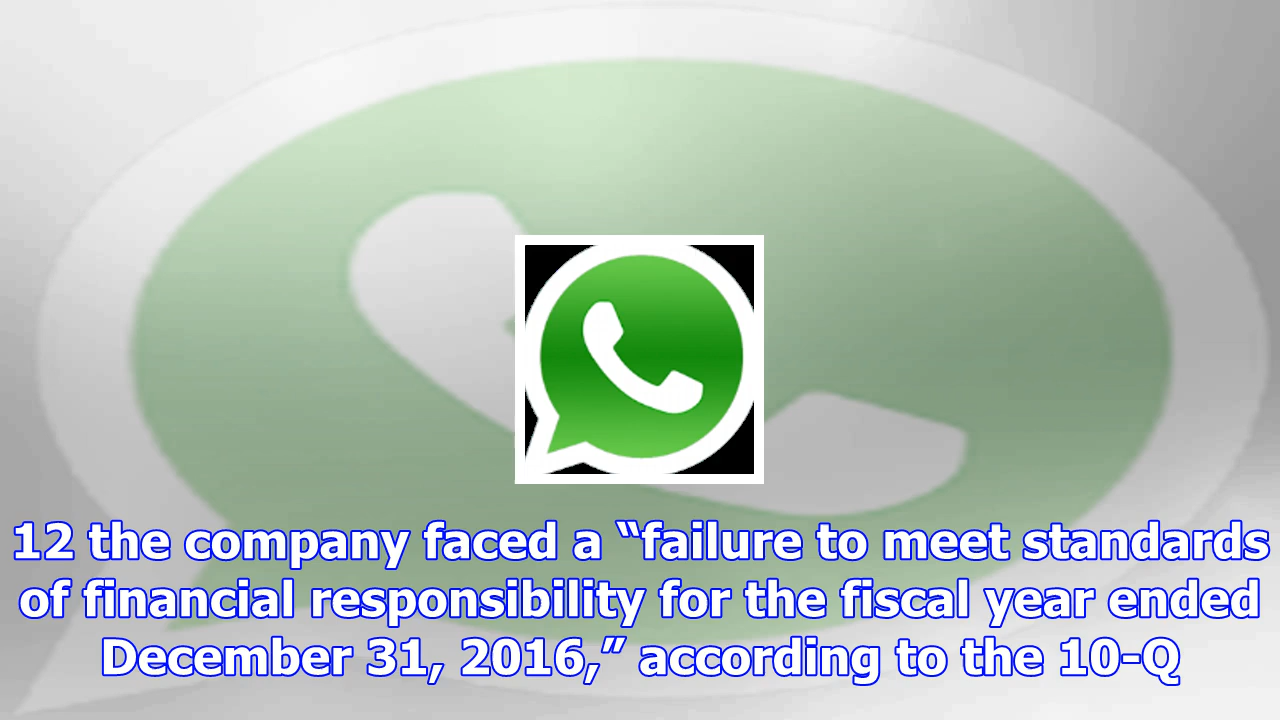 12 the company faced a “failure to meet standards
of financial responsibility for the fiscal year ended
December 31, 2016,” according to the 10-Q